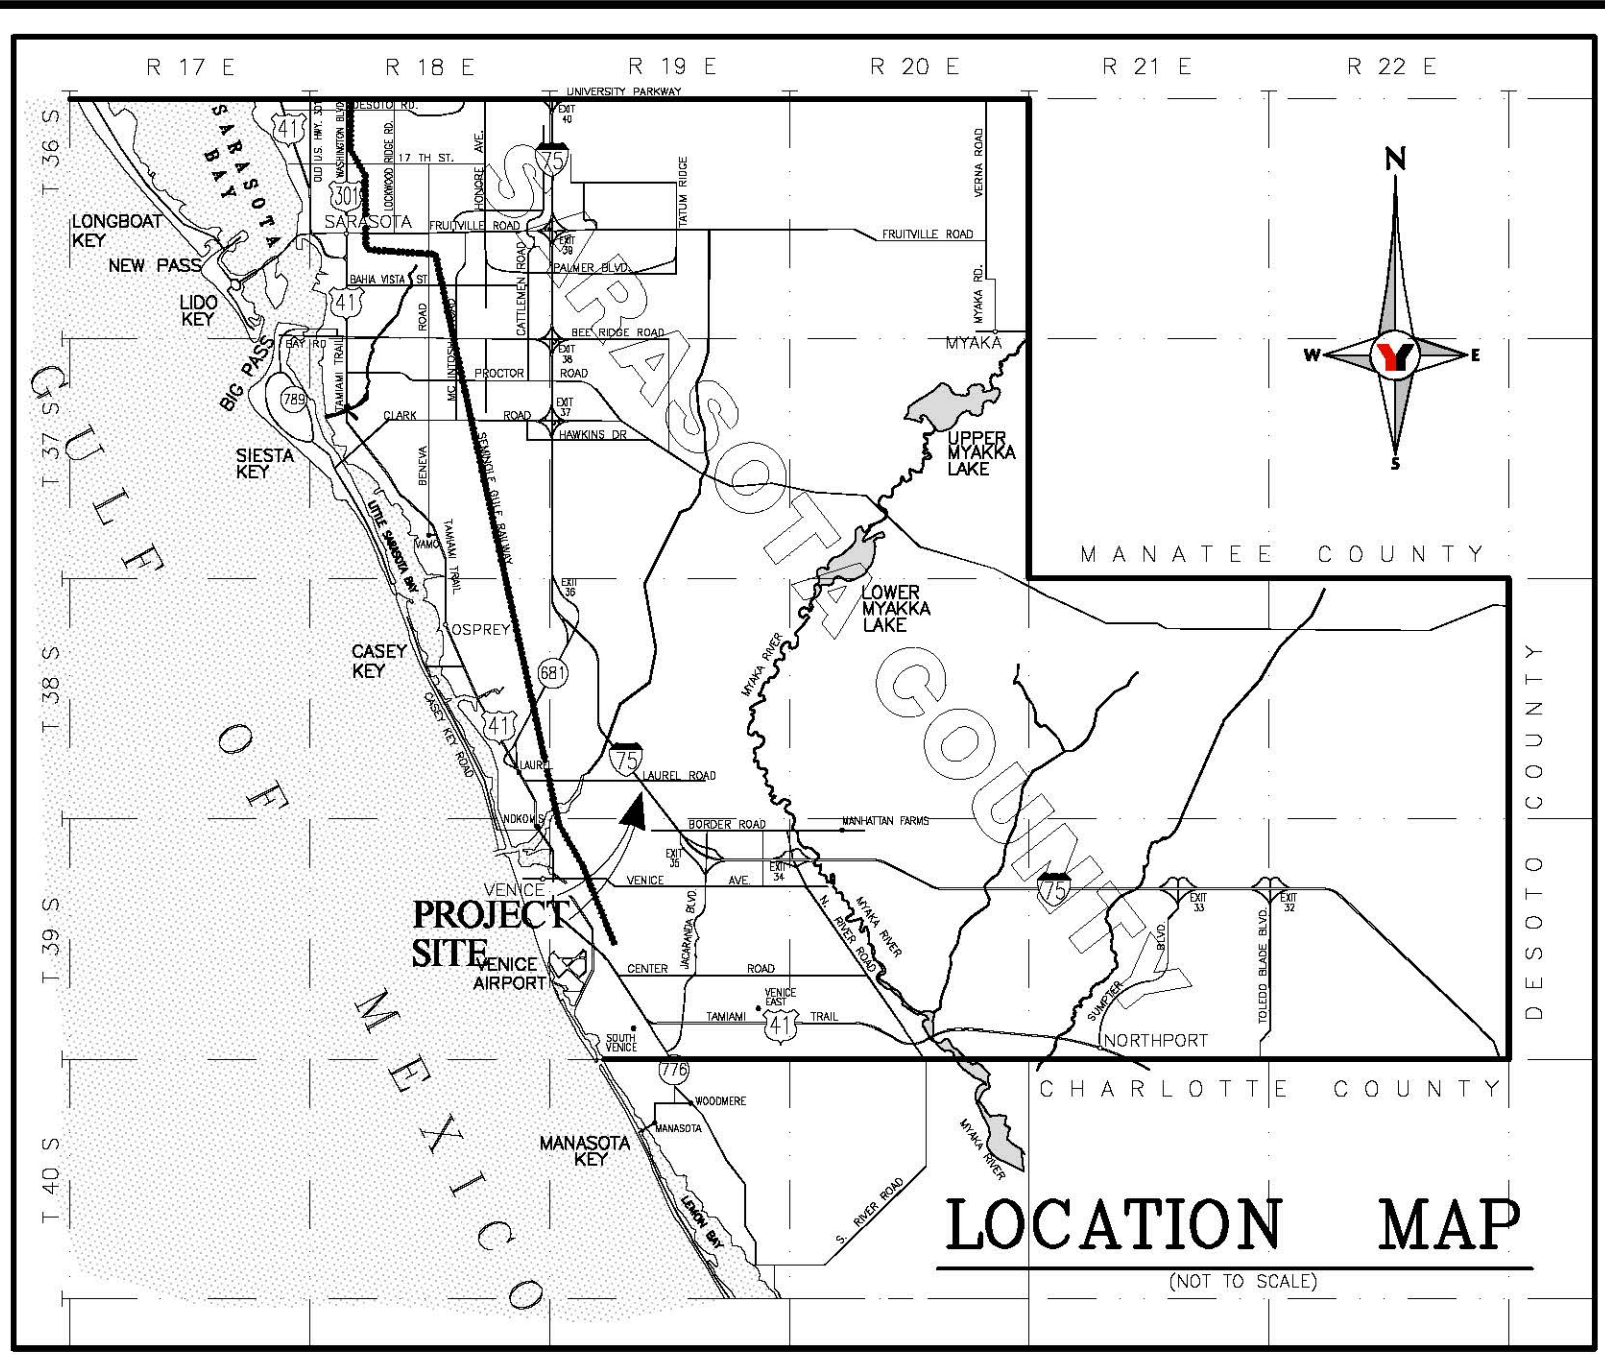 R 17 E
R 18 E
R 19 E
R 20 E
R 21 E
R 22 E
T 36 S
T 37 S
T 38 S
T 39 S
T 40 S
UNIVERSITY PARKWAY
DESOTO RD.
EXIT
40
41
SARASOTA
BAY
OLD U.S. HWY. 301
WASHINGTON BLVD.
LOCKWOOD RIDGE RD.
17 TH ST.
HONORE AVE.
75
TATUM RIDGE
VERNA ROAD
301
SARASOTA
FRUITVILLE ROAD
FRUITVILLE ROAD
EXIT
39
LONGBOAT
KEY
NEW PASS
LIDO
KEY
BIG PASS
BAHIA VISTA ST
PALMER BLVD.
CATTLEMEN ROAD
MYAKA RD.
41
BAY RD
TAMIAMI TRAIL
BENEVA ROAD
BEE RIDGE ROAD
EXIT
38
MYAKA
PROCTOR ROAD
789
CLARK ROAD
EXIT
37
HAWKINS DR
SIESTA
KEY
UPPER
MYAKKA
LAKE
SEMINOLE GULF RAILWAY
LITTLE SARASOTA BAY
VAMO
TAMIAMI TRAIL
EXIT
36
SARASOTA COUNTY
LOWER
MYAKKA
LAKE
MYAKA RIVER
MANATEE COUNTY
N
W
E
S
Y
OSPREY
CASEY
KEY
681
CASEY KEY ROAD
41
LAUREL
75
LAUREL ROAD
NOKOMIS
BORDER ROAD
MANHATTAN FARMS
EXIT
35
EXIT
34
VENICE
VENICE AVE.
PROJECT
SITE
VENICE
AIRPORT
JACARANDA BLVD.
N. RIVER ROAD
MYAKA RIVER
75
EXIT
33
EXIT
32
SUMPTER BLVD
TOLEDO BLADE BLVD.
DESOTO COUNTY
CENTER ROAD
VENICE
EAST
TAMIAMI TRAIL
41
SOUTH
VENICE
NORTHPORT
776
CHARLOTTE COUNTY
WOODMERE
MANASOTA
MANASOTA
KEY
MYAKA RIVER
S. RIVER ROAD
LEMON BAY
GULF OF MEXICO
LOCATION MAP
(NOT TO SCALE)